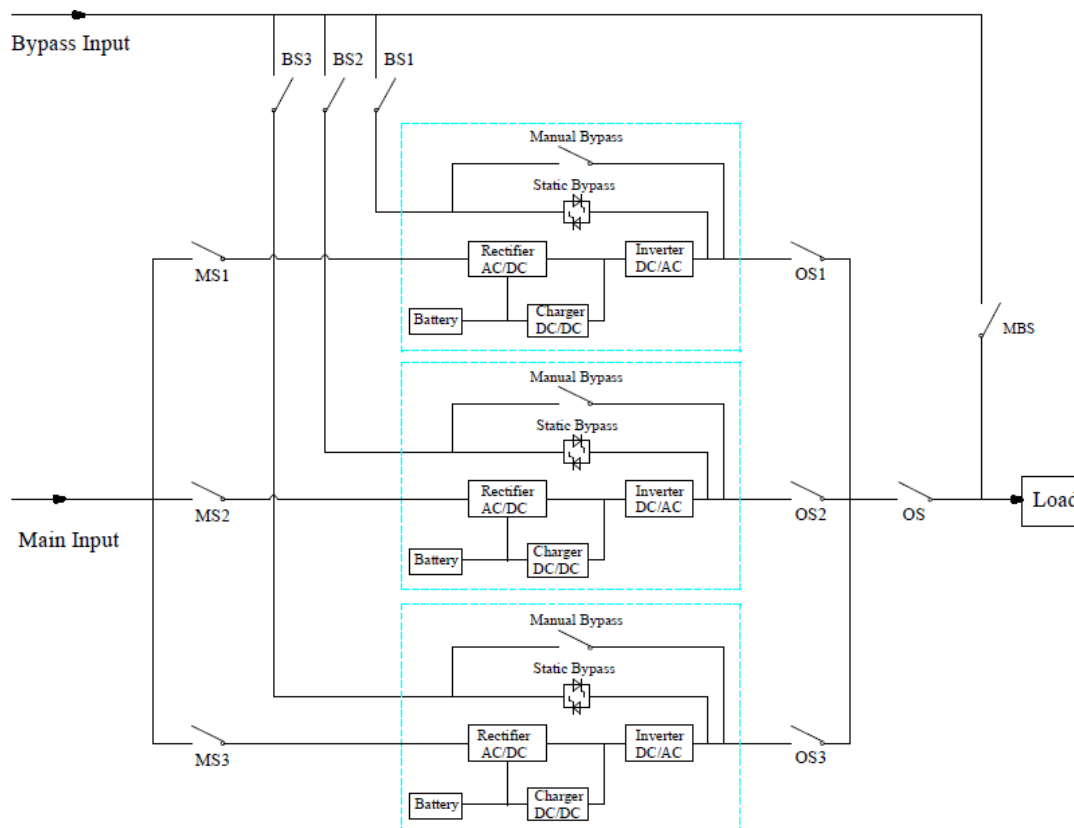 Bypass Input
BS3
BS2
BS1
Manual Bypass
Static Bypass
MS1
Rectifier
AC/DC
Inverter
DC/AC
OS1
Battery
Charger
DC/DC
MBS
Manual Bypass
Static Bypass
Main Input
MS2
Rectifier
AC/DC
Inverter
DC/AC
OS2
OS
Load
Battery
Charger
DC/DC
Manual Bypass
Static Bypass
MS3
Rectifier
AC/DC
Inverter
DC/AC
OS3
Battery
Charger
DC/DC